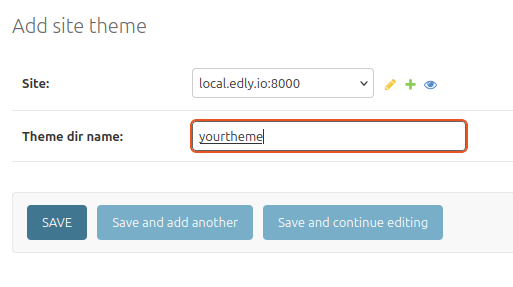 Add site theme
Site: local.edly.io:8000
Theme dir name: yourtheme
SAVE Save and add another Save and continue editing